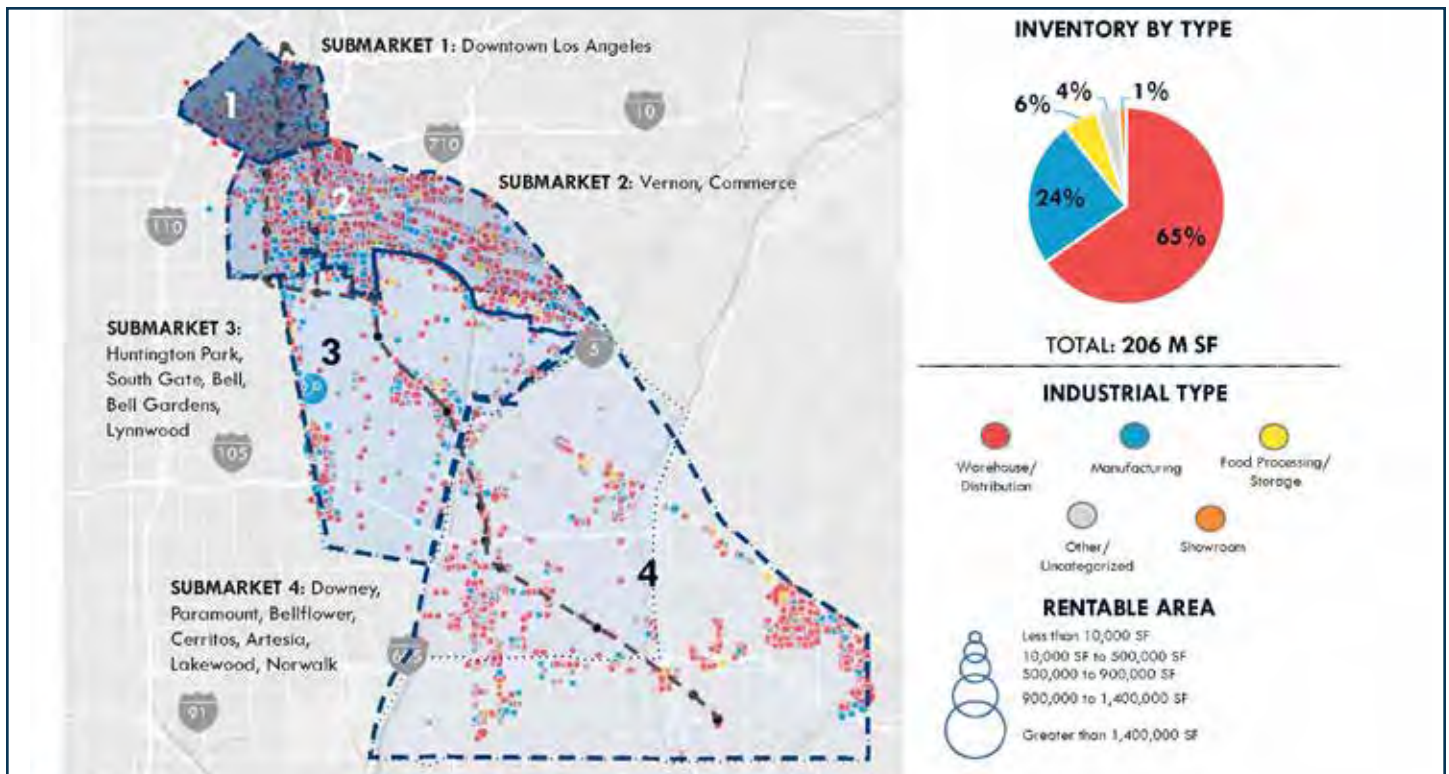 SUBMARKET 1: Downtown Los Angeles
1
10
710
SUBMARKET 2: Vernon, Commerce
2
110
SUBMARKET 3:
Huntington Park,
South Gate, Bell,
Bell Gardens,
Lynnwood
3
5
105
SUBMARKET 4: Downey,
Paramount, Bellflower,
Cerritos, Artesia,
Lakewood, Norwalk
4
605
91
INVENTORY BY TYPE
4%
1%
6%
24%
65%
TOTAL: 206 M SF
INDUSTRIAL TYPE
Warehouse/
Distribution
Manufacturing
Food Processing/
Storage
Other/
Uncategorized
Showroom
RENTABLE AREA
Less than 10,000 SF
10,000 SF to 500,000 SF
500,000 to 900,000 SF
900,000 to 1,400,000 SF
Greater than 1,400,000 SF